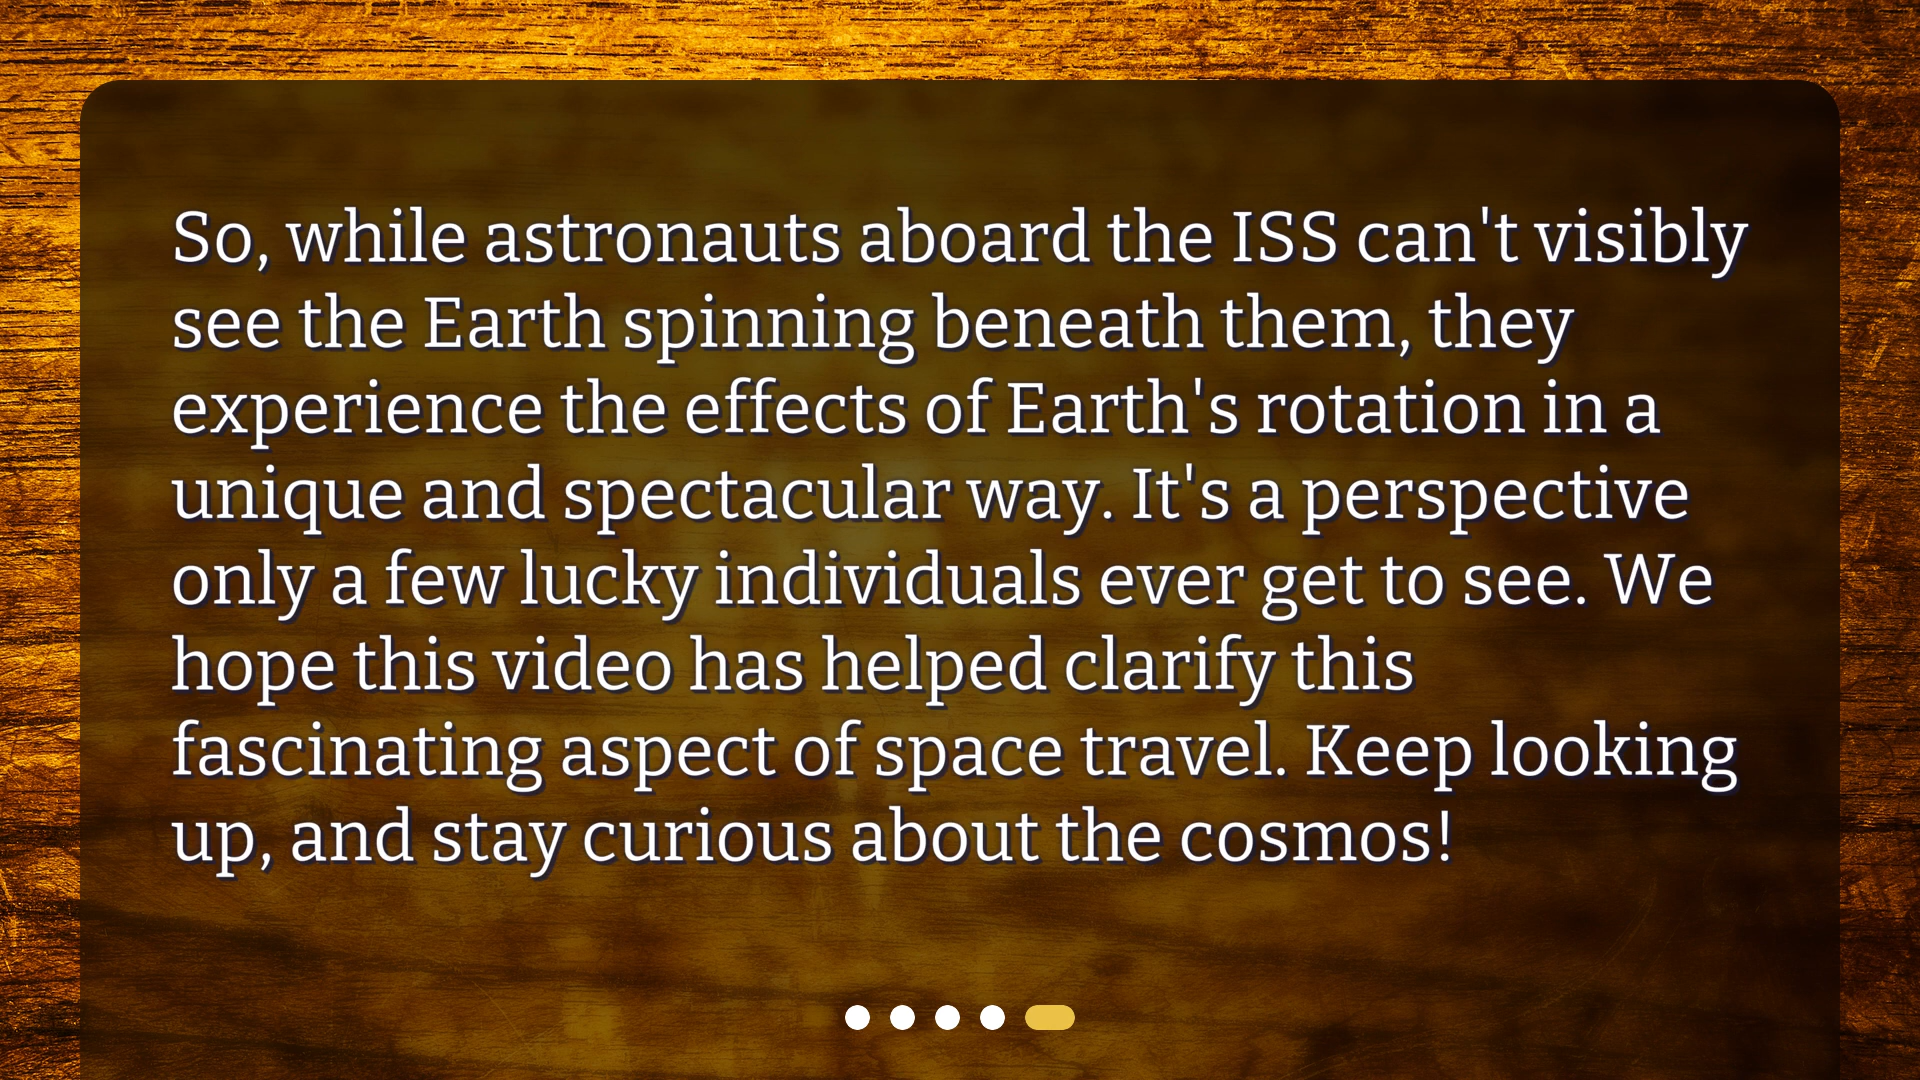 So, while astronauts aboard the ISS can't visibly
see the Earth spinning beneath them, they
experience the effects of Earth's rotation in a
unique and spectacular way. It's a perspective
only a few lucky individuals ever get to see. We
hope this video has helped clarify this
fascinating aspect of space travel. Keep looking
up, and stay curious about the cosmos!